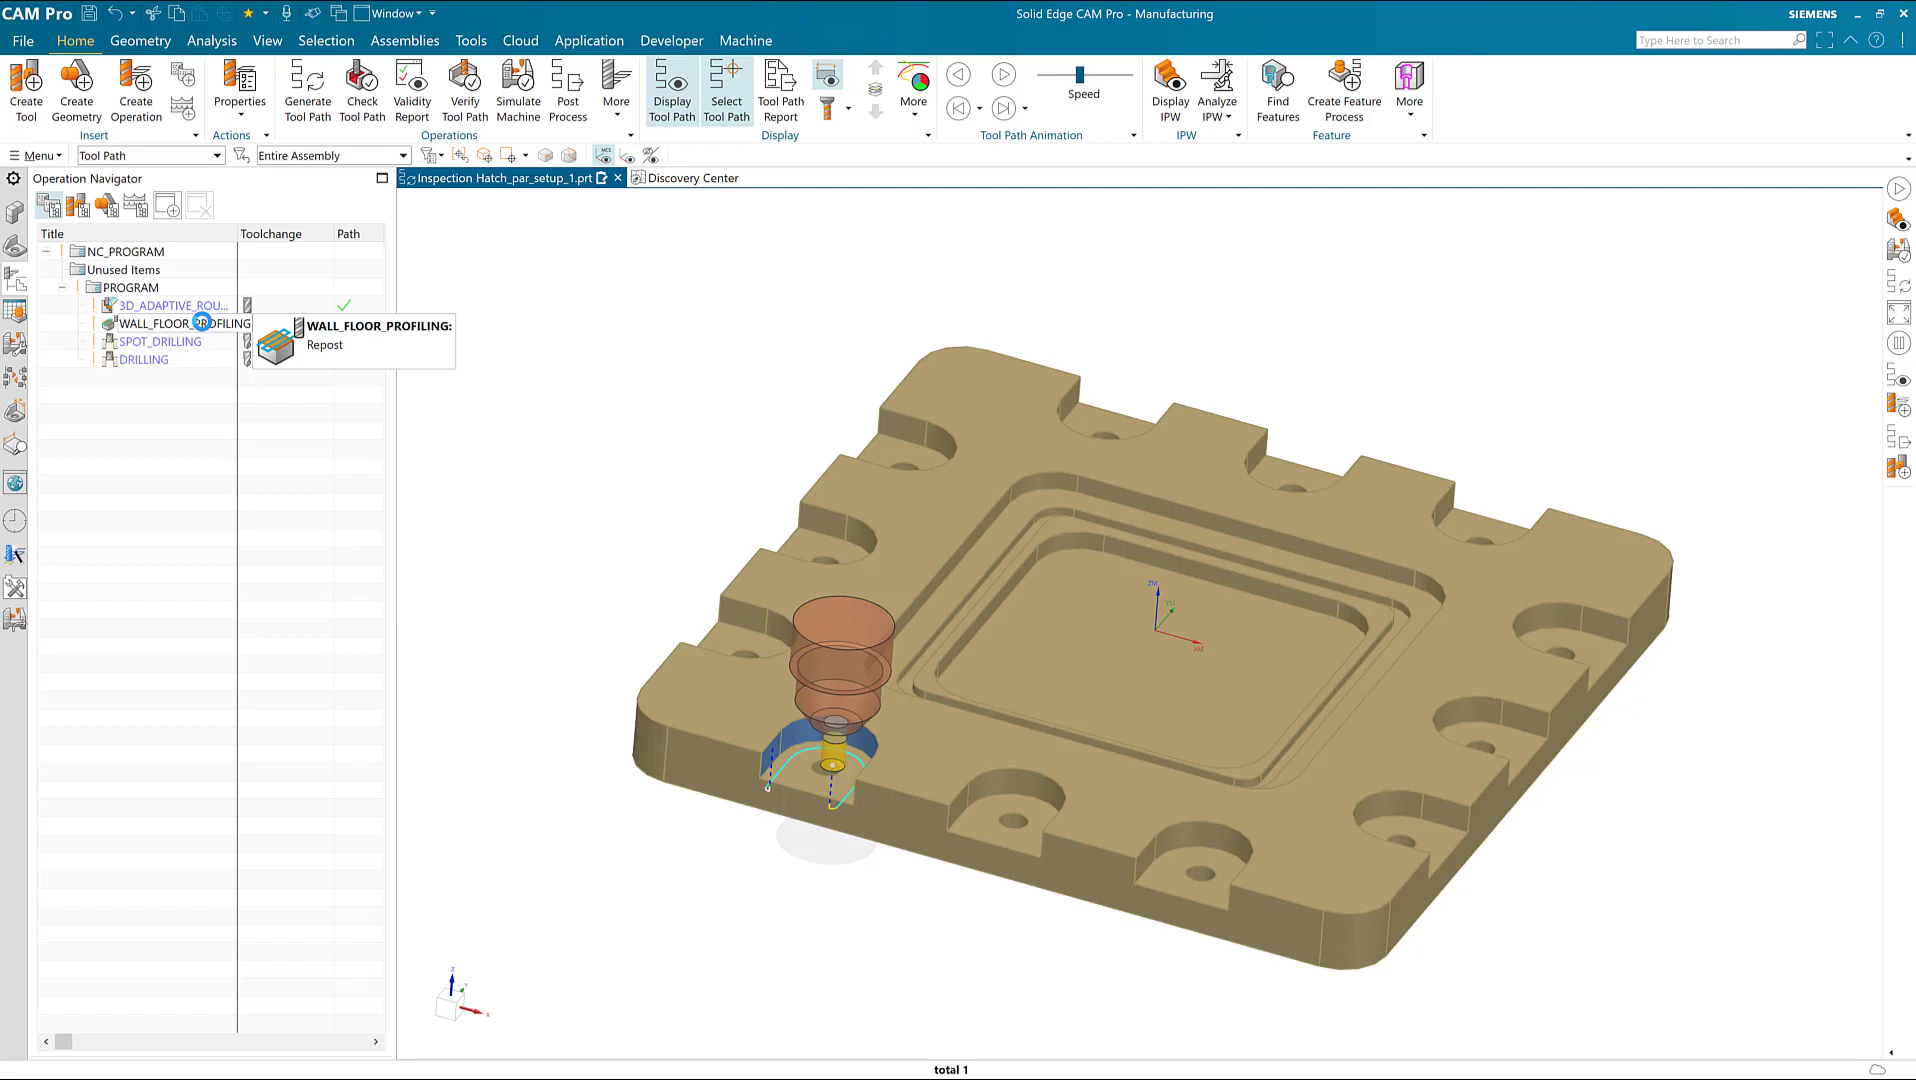 CAM Pro
Window
Solid Edge CAM Pro - Manufacturing
SIEMENS
File Home Geometry Analysis View Selection Assemblies Tools Cloud Application Developer Machine
Type Here to Search
Create Tool
Create Geometry
Create Operation
Properties
Generate Tool Path
Check Tool Path
Validity Report
Verify Tool Path
Simulate Machine
Post Process
More
Display Tool Path
Select Tool Path
Tool Path Report
More
Speed
Display IPW
Analyze IPW
Find Features
Create Feature Process
More
Insert Actions Operations Display Tool Path Animation IPW Feature
Menu Tool Path Entire Assembly
MCS
Operation Navigator
Inspection Hatch_par_setup_1.prt
Discovery Center
Title Toolchange Path
NC_PROGRAM
Unused Items
PROGRAM
3D_ADAPTIVE_ROU...
WALL_FLOOR_PROFILING
SPOT_DRILLING
DRILLING
WALL_FLOOR_PROFILING:
Repost
ZM
YM
XM
Z
Y
X
total 1